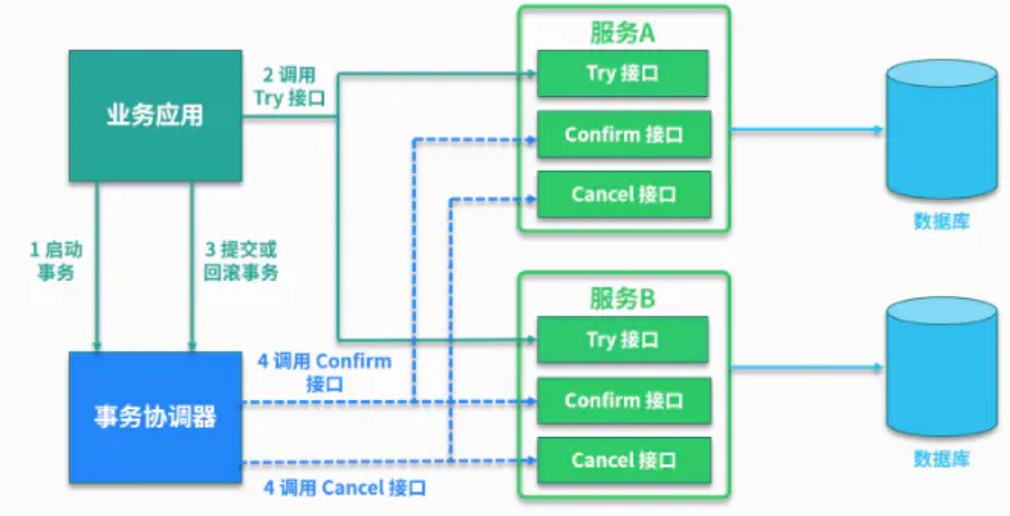 服务A
2 调用
Try 接口
Try 接口
业务应用
Confirm 接口
Cancel 接口
数据库
1 启动
事务
3 提交或
回滚事务
服务B
Try 接口
4 调用 Confirm
接口
Confirm 接口
事务协调器
Cancel 接口
数据库
4 调用 Cancel 接口